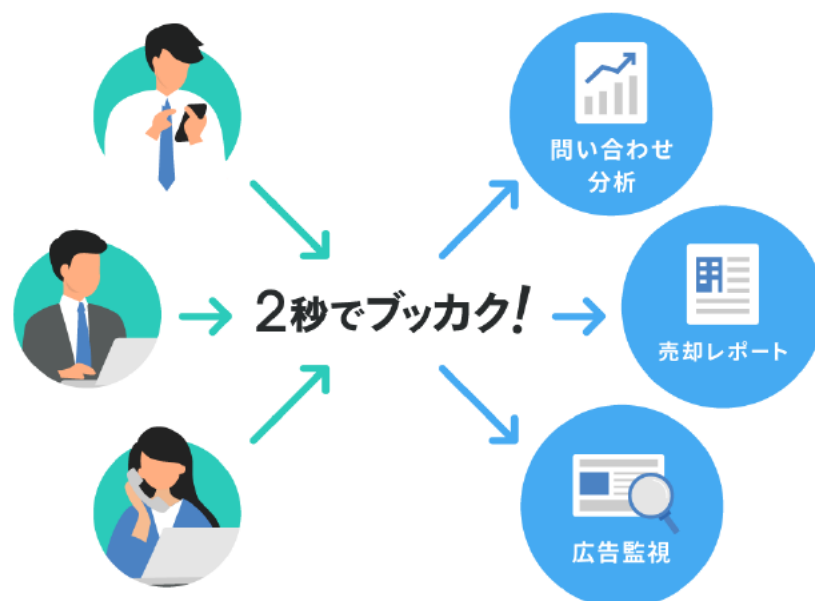 問い合わせ
分析
2秒でブッカク!
売却レポート
広告監視